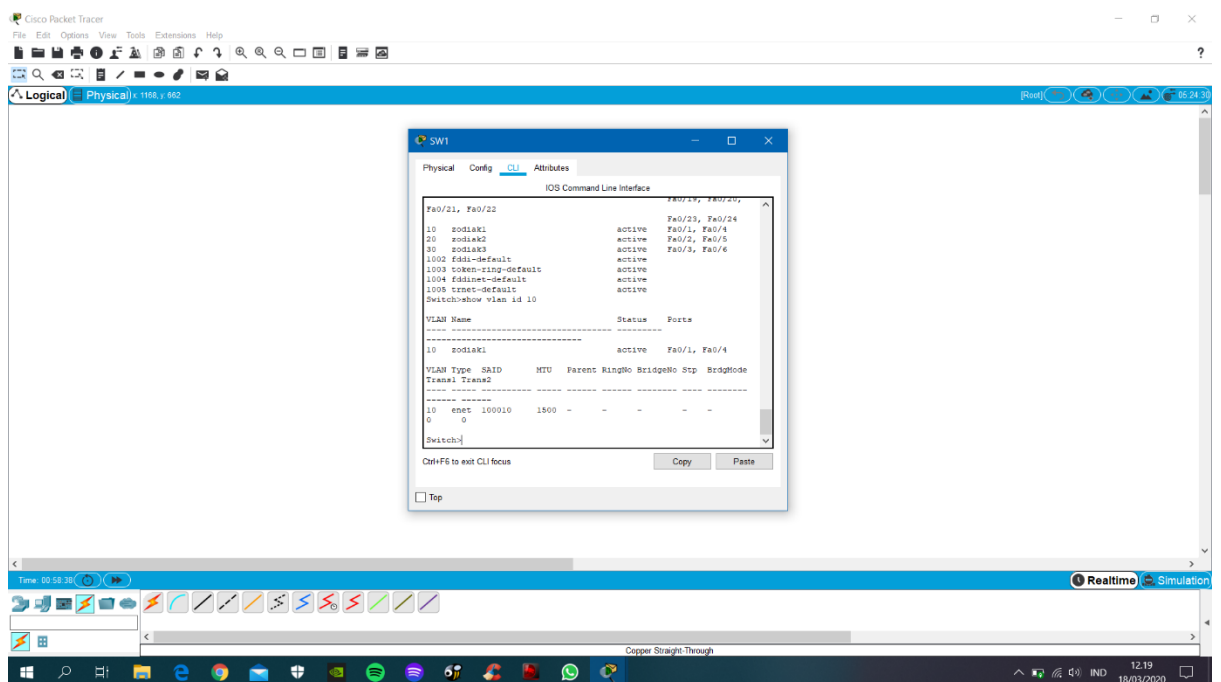 Cisco Packet Tracer
File Edit Options View Tools Extensions Help
?
Logical Physical x: 1168, y: 662 [Root] 05:24:30
SW1
Physical Config CLI Attributes
IOS Command Line Interface
Fa0/19, Fa0/20,
Fa0/21, Fa0/22
Fa0/23, Fa0/24
10 zodiak1 active Fa0/1, Fa0/4
20 zodiak2 active Fa0/2, Fa0/5
30 zodiak3 active Fa0/3, Fa0/6
1002 fddi-default active
1003 token-ring-default active
1004 fddinet-default active
1005 trnet-default active
Switch>show vlan id 10
VLAN Name Status Ports
---- -------------------------------- ---------
-------------------------------
10 zodiak1 active Fa0/1, Fa0/4
VLAN Type SAID MTU Parent RingNo BridgeNo Stp BrdgMode
Trans1 Trans2
---- ----- ---------- ----- ------ ------ -------- ---- --------
------ ------
10 enet 100010 1500 - - - - -
0 0
Switch>
Ctrl+F6 to exit CLI focus Copy Paste
Top
Time: 00:58:38 Realtime Simulation
Copper Straight-Through
IND 12.19
18/03/2020